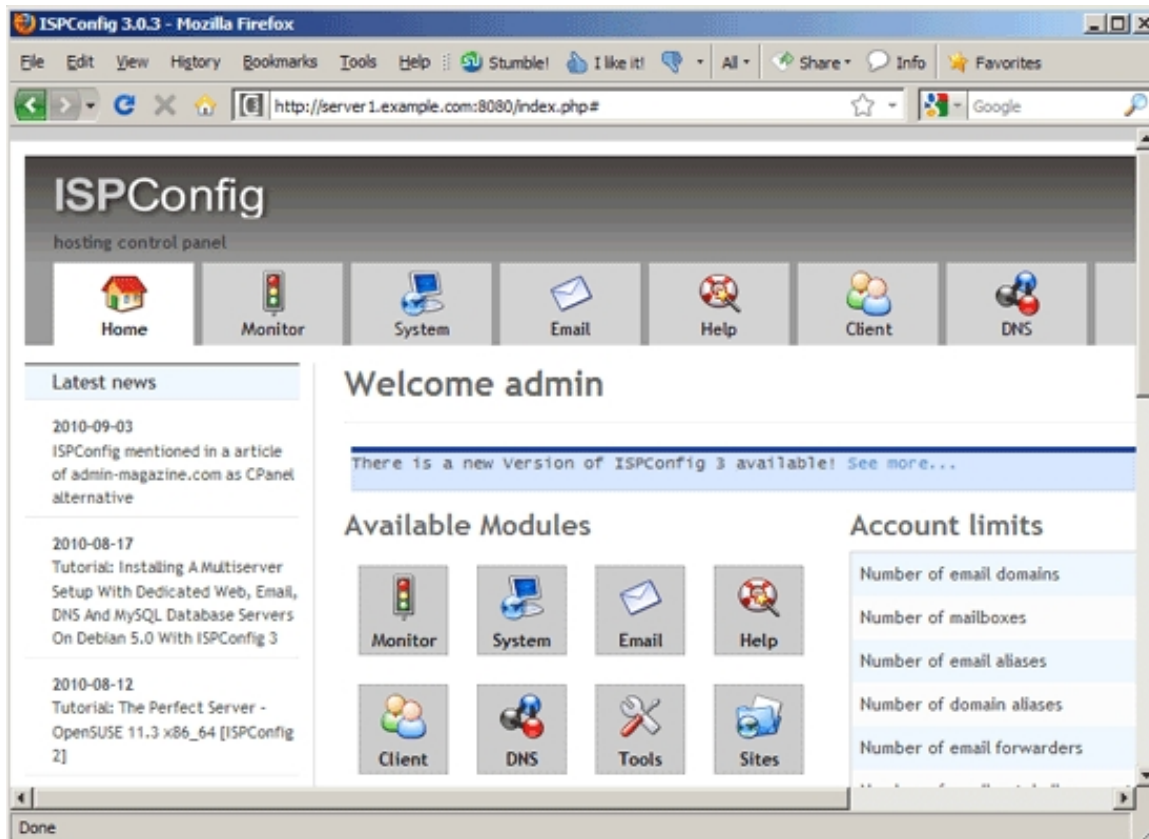 ISPConfig 3.0.3 - Mozilla Firefox
File Edit View History Bookmarks Tools Help Stumble! I like it! All Share Info Favorites
http://server1.example.com:8080/index.php# Google
ISPConfig
hosting control panel
Home Monitor System Email Help Client DNS
Latest news
2010-09-03
ISPConfig mentioned in a article
of admin-magazine.com as CPanel
alternative
2010-08-17
Tutorial: Installing A Multiserver
Setup With Dedicated Web, Email,
DNS And MySQL Database Servers
On Debian 5.0 With ISPConfig 3
2010-08-12
Tutorial: The Perfect Server -
OpenSUSE 11.3 x86_64 [ISPConfig
2]
Welcome admin
There is a new Version of ISPConfig 3 available! See more...
Available Modules
Monitor System Email Help
Client DNS Tools Sites
Account limits
Number of email domains
Number of mailboxes
Number of email aliases
Number of domain aliases
Number of email forwarders
Done